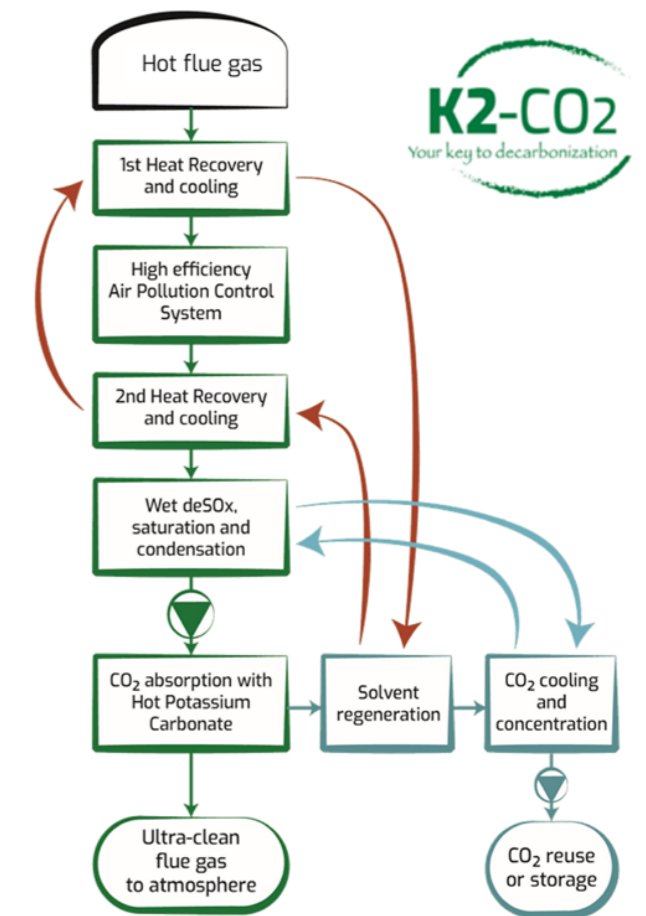 Hot flue gas
K2-CO2
Your key to decarbonization
1st Heat Recovery
and cooling
High efficiency
Air Pollution Control
System
2nd Heat Recovery
and cooling
Wet deSOx,
saturation and
condensation
CO₂ absorption with
Hot Potassium
Carbonate
Solvent
regeneration
CO₂ cooling
and
concentration
Ultra-clean
flue gas
to atmosphere
CO₂ reuse
or storage